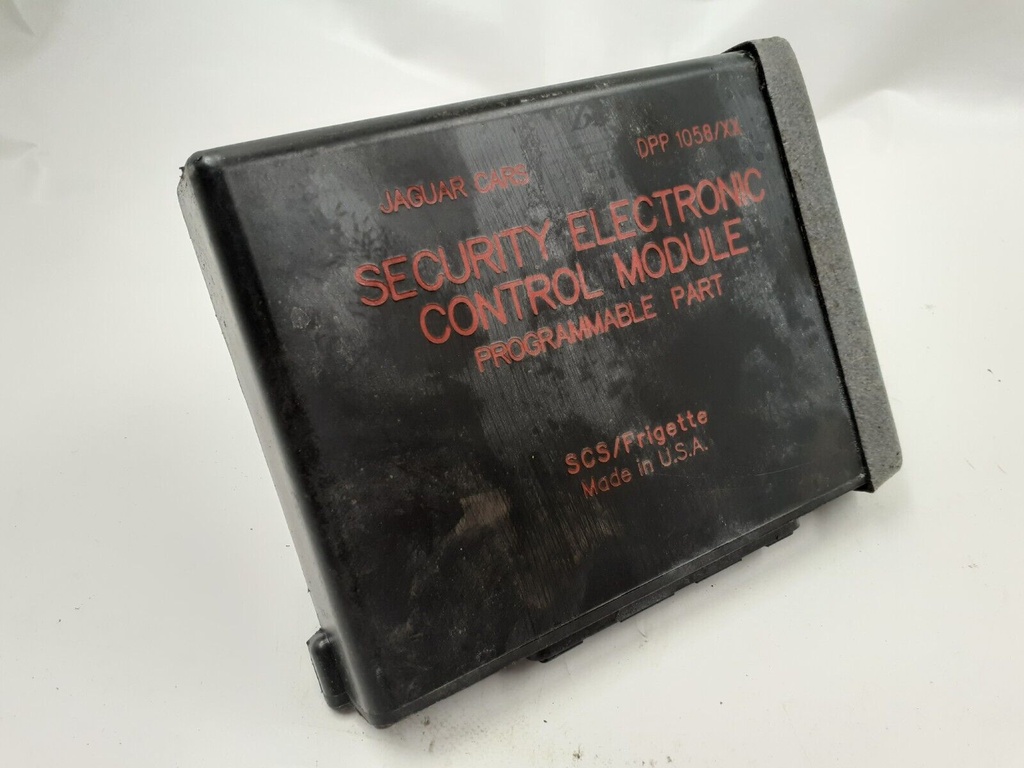 JAGUAR CARS
DPP 1058/XX
SECURITY ELECTRONIC
CONTROL MODULE
PROGRAMMABLE PART
SCS/Frigette
Made in U.S.A.